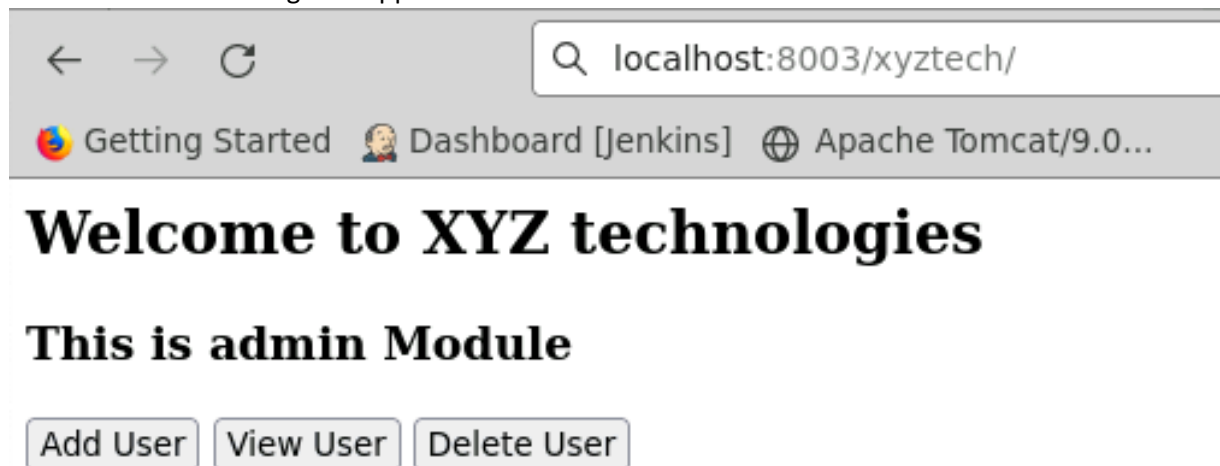 localhost:8003/xyztech/
Getting Started Dashboard [Jenkins] Apache Tomcat/9.0...
Welcome to XYZ technologies
This is admin Module
Add User View User Delete User